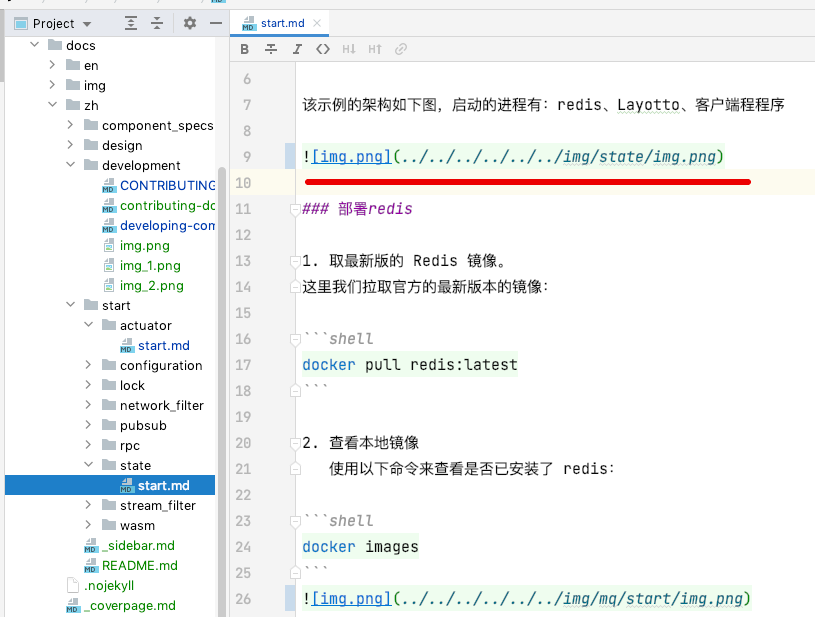 Project
docs
en
img
zh
component_specs
design
development
CONTRIBUTING
contributing-do
developing-com
img.png
img_1.png
img_2.png
start
actuator
start.md
configuration
lock
network_filter
pubsub
rpc
state
start.md
stream_filter
wasm
_sidebar.md
README.md
.nojekyll
_coverpage.md
start.md
B I <> H↓ H↑
6
7 该示例的架构如下图，启动的进程有：redis、Layotto、客户端程程序
8
9 ![img.png](../../../../../../img/state/img.png)
10
11 ### 部署redis
12
13 1. 取最新版的 Redis 镜像。
14 这里我们拉取官方的最新版本的镜像：
15
16 ```shell
17 docker pull redis:latest
18 ```
19
20 2. 查看本地镜像
21 使用以下命令来查看是否已安装了 redis：
22
23 ```shell
24 docker images
25 ```
26 ![img.png](../../../../../../img/mq/start/img.png)